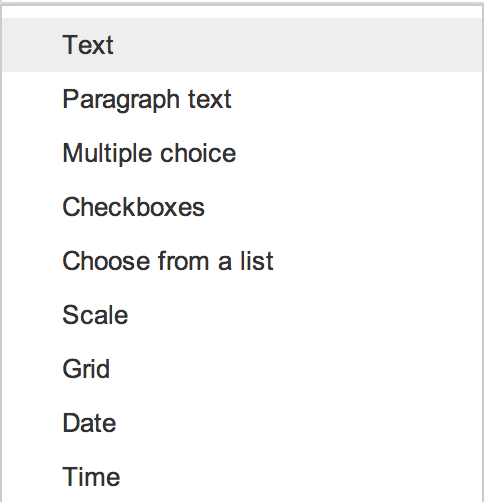 Text
Paragraph text
Multiple choice
Checkboxes
Choose from a list
Scale
Grid
Date
Time